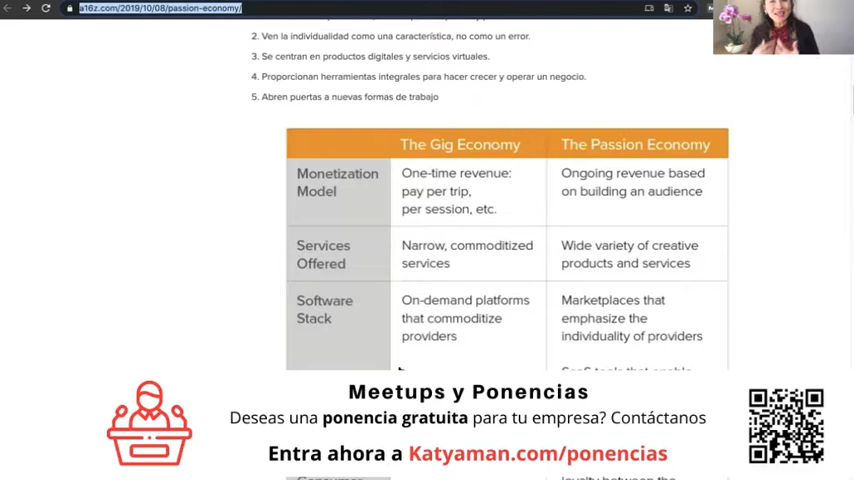 a16z.com/2019/10/08/passion-economy/
2. Ven la individualidad como una característica, no como un error.
3. Se centran en productos digitales y servicios virtuales.
4. Proporcionan herramientas integrales para hacer crecer y operar un negocio.
5. Abren puertas a nuevas formas de trabajo
The Gig Economy
The Passion Economy
Monetization
Model
One-time revenue:
pay per trip,
per session, etc.
Ongoing revenue based
on building an audience
Services
Offered
Narrow, commoditized
services
Wide variety of creative
products and services
Software
Stack
On-demand platforms
that commoditize
providers
Marketplaces that
emphasize the
individuality of providers
Meetups y Ponencias
Deseas una ponencia gratuita para tu empresa? Contáctanos
Entra ahora a Katyaman.com/ponencias